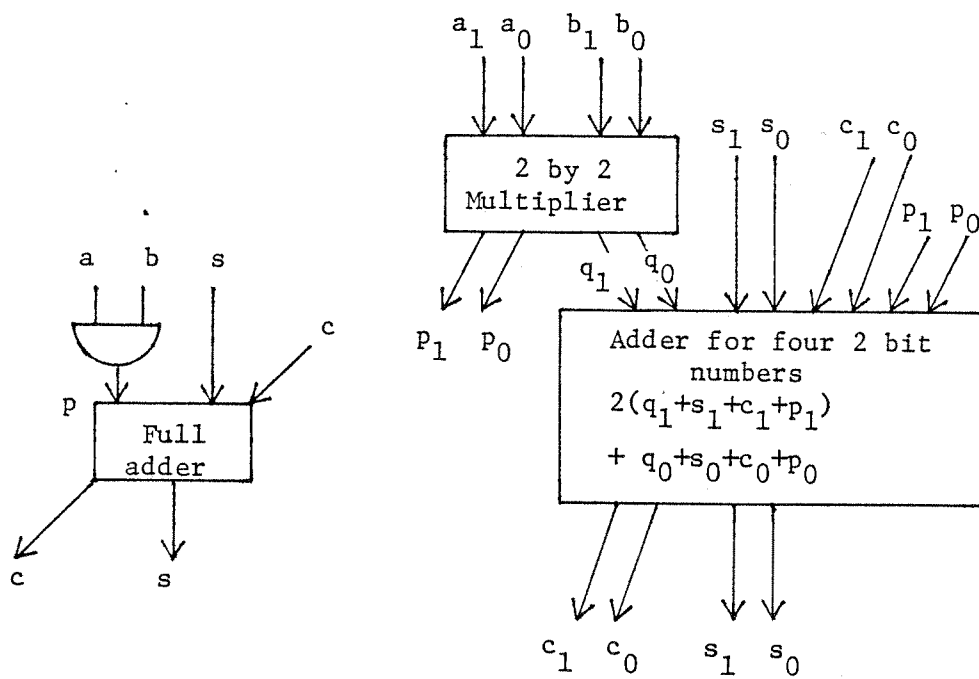 a b s
c
p
Full
adder
c s
a₁ a₀ b₁ b₀
2 by 2
Multiplier
s₁ s₀ c₁ c₀
p₁ p₀
q₁ q₀
p₁ p₀
Adder for four 2 bit
numbers
2(q₁+s₁+c₁+p₁)
+ q₀+s₀+c₀+p₀
c₁ c₀ s₁ s₀